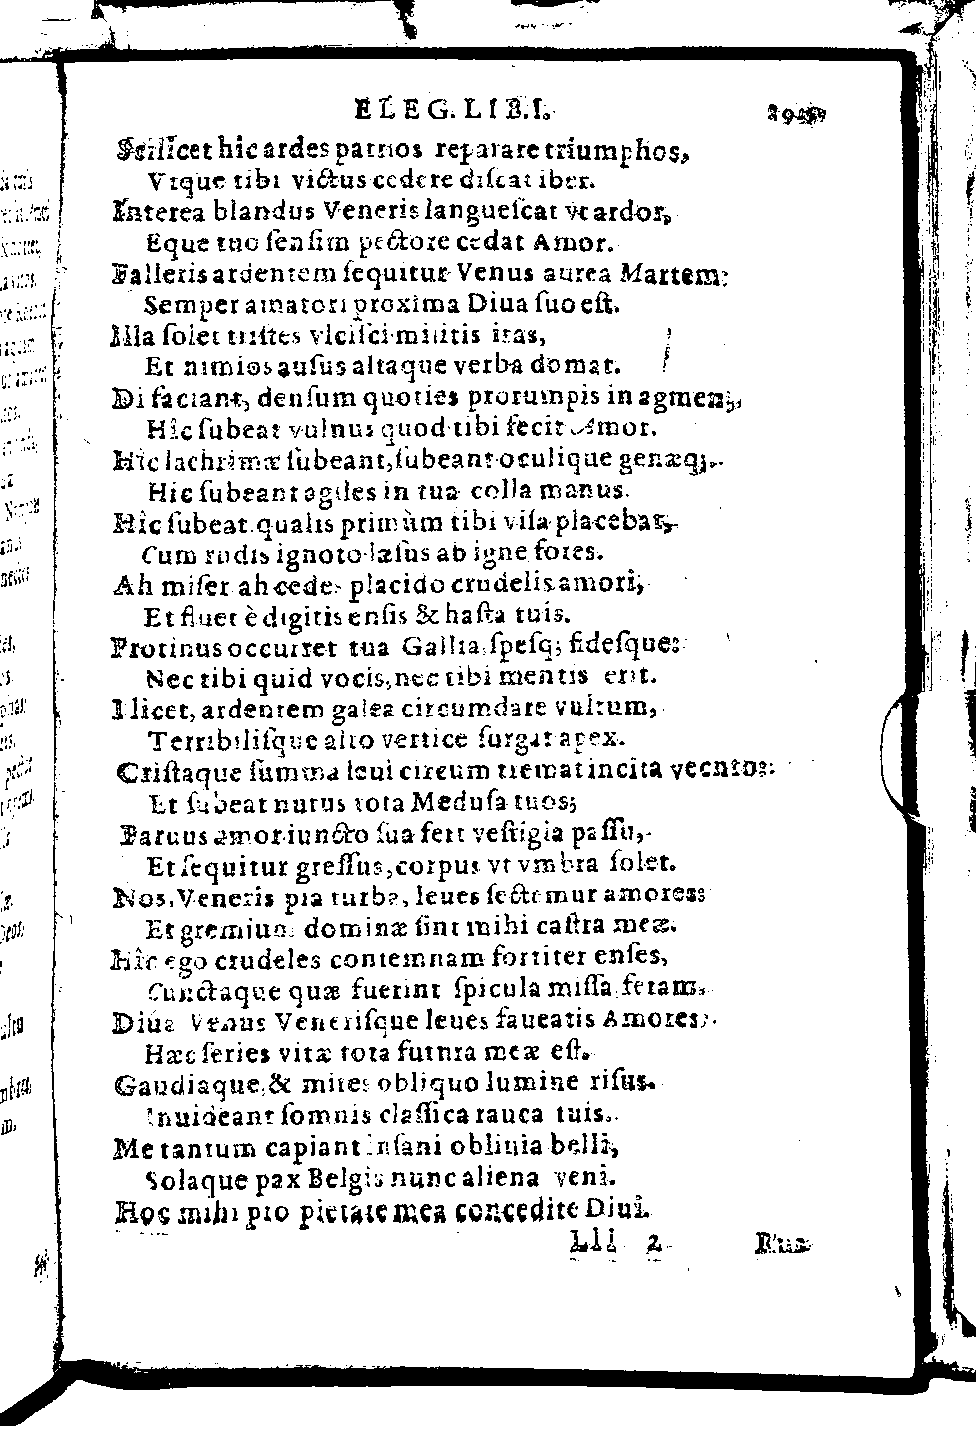 ELEG. LIB. I.
Scilicet hic ardes patrios reparare triumphos,
Vtque tibi victus cedere discat iber.
Interea blandus Veneris languescat vt ardor,
Eque tuo sensim pectore cedat Amor.
Falleris ardentem sequitur Venus aurea Martem:
Semper amatori proxima Diua suo est.
Illa solet tristes vlcisci militis iras,
Et nimios ausus altaque verba domat.
Di faciant, densum quoties prorumpis in agmen,
Hîc subeat vulnus quod tibi fecit Amor.
Hîc lachrimæ subeant, subeant oculique genæq;.
Hic subeant agiles in tua colla manus.
Hîc subeat qualis primùm tibi visa placebat,
Cum rudis ignoto læsus ab igne fores.
Ah miser ah cede placido crudelis amori,
Et fluet è digitis ensis & hasta tuis.
Protinus occurret tua Gallia, spesq; fidesque:
Nec tibi quid vocis, nec tibi mentis erit.
Ilicet, ardentem galea circumdare vultum,
Terribilisque alto vertice surgat apex.
Cristaque summa leui circum tremat incita vecnto:
Et subeat nutus tota Medusa tuos;
Paruus amor iuncto sua fert vestigia passu,
Et sequitur gressus, corpus vt vmbra solet.
Nos, Veneris pia turba, leues sectemur amores:
Et gremium dominæ sint mihi castra meæ.
Hîc ego crudeles contemnam fortiter enses,
Cunctaque quæ fuerint spicula missa feram.
Diua Venus Venerisque leues faueatis Amores,
Hæc series vitæ tota futura meæ est.
Gaudiaque, & mites obliquo lumine risus.
Inuideant somnis classica rauca tuis.
Me tantum capiant insani obliuia belli,
Solaque pax Belgis nunc aliena veni.
Hoc mihi pro pietate mea concedite Diui.
Lll 2